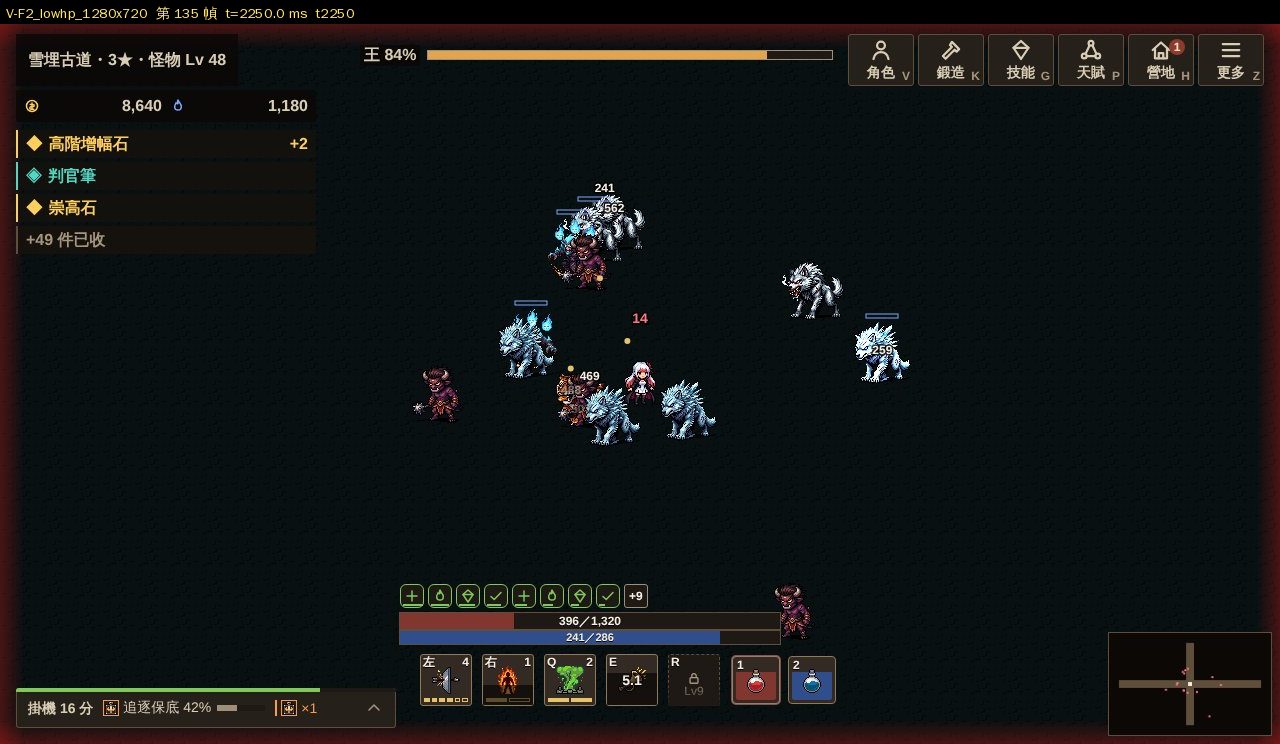 V-F2_lowhp_1280x720 第 135 幀 t=2250.0 ms t2250
雪埋古道・3★・怪物 Lv 48
王 84%
角色 V
鍛造 K
技能 G
天賦 P
營地 H 1
更多 Z
8,640 1,180
高階增幅石 +2
判官筆
崇高石
+49 件已收
241
562
14
259
469
+9
396／1,320
241／286
左 4
右 1
Q 2
E 5.1
R Lv9
1
2
掛機 16 分 追逐保底 42% ×1